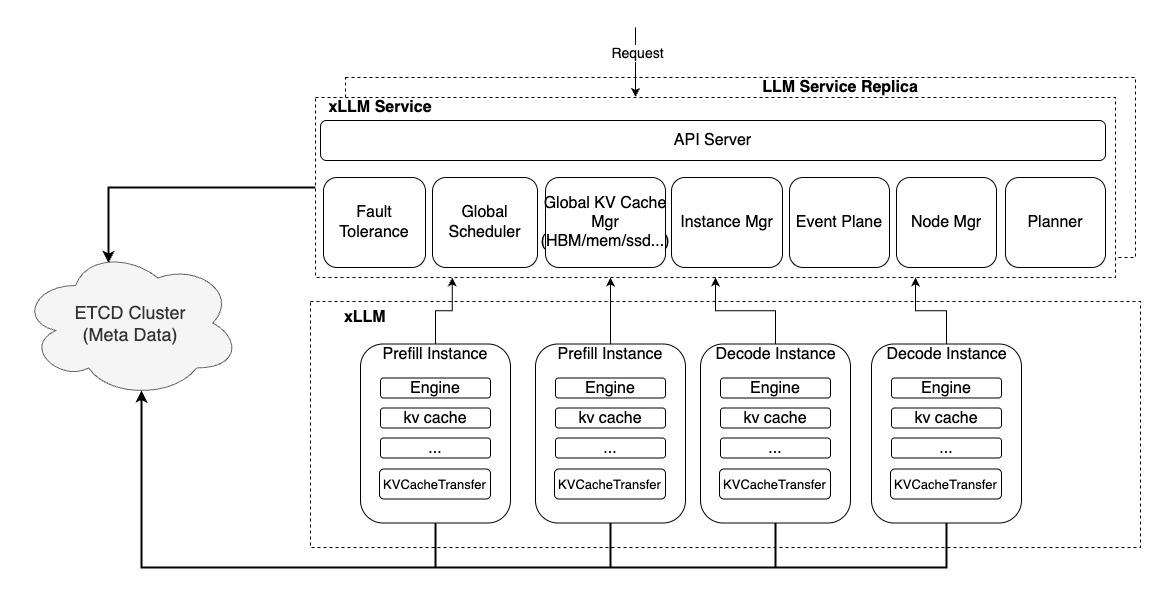 Request
LLM Service Replica
xLLM Service
API Server
Fault
Tolerance
Global
Scheduler
Global KV Cache
Mgr
(HBM/mem/ssd...)
Instance Mgr
Event Plane
Node Mgr
Planner
ETCD Cluster
(Meta Data)
xLLM
Prefill Instance
Engine
kv cache
...
KVCacheTransfer
Prefill Instance
Engine
kv cache
...
KVCacheTransfer
Decode Instance
Engine
kv cache
...
KVCacheTransfer
Decode Instance
Engine
kv cache
...
KVCacheTransfer